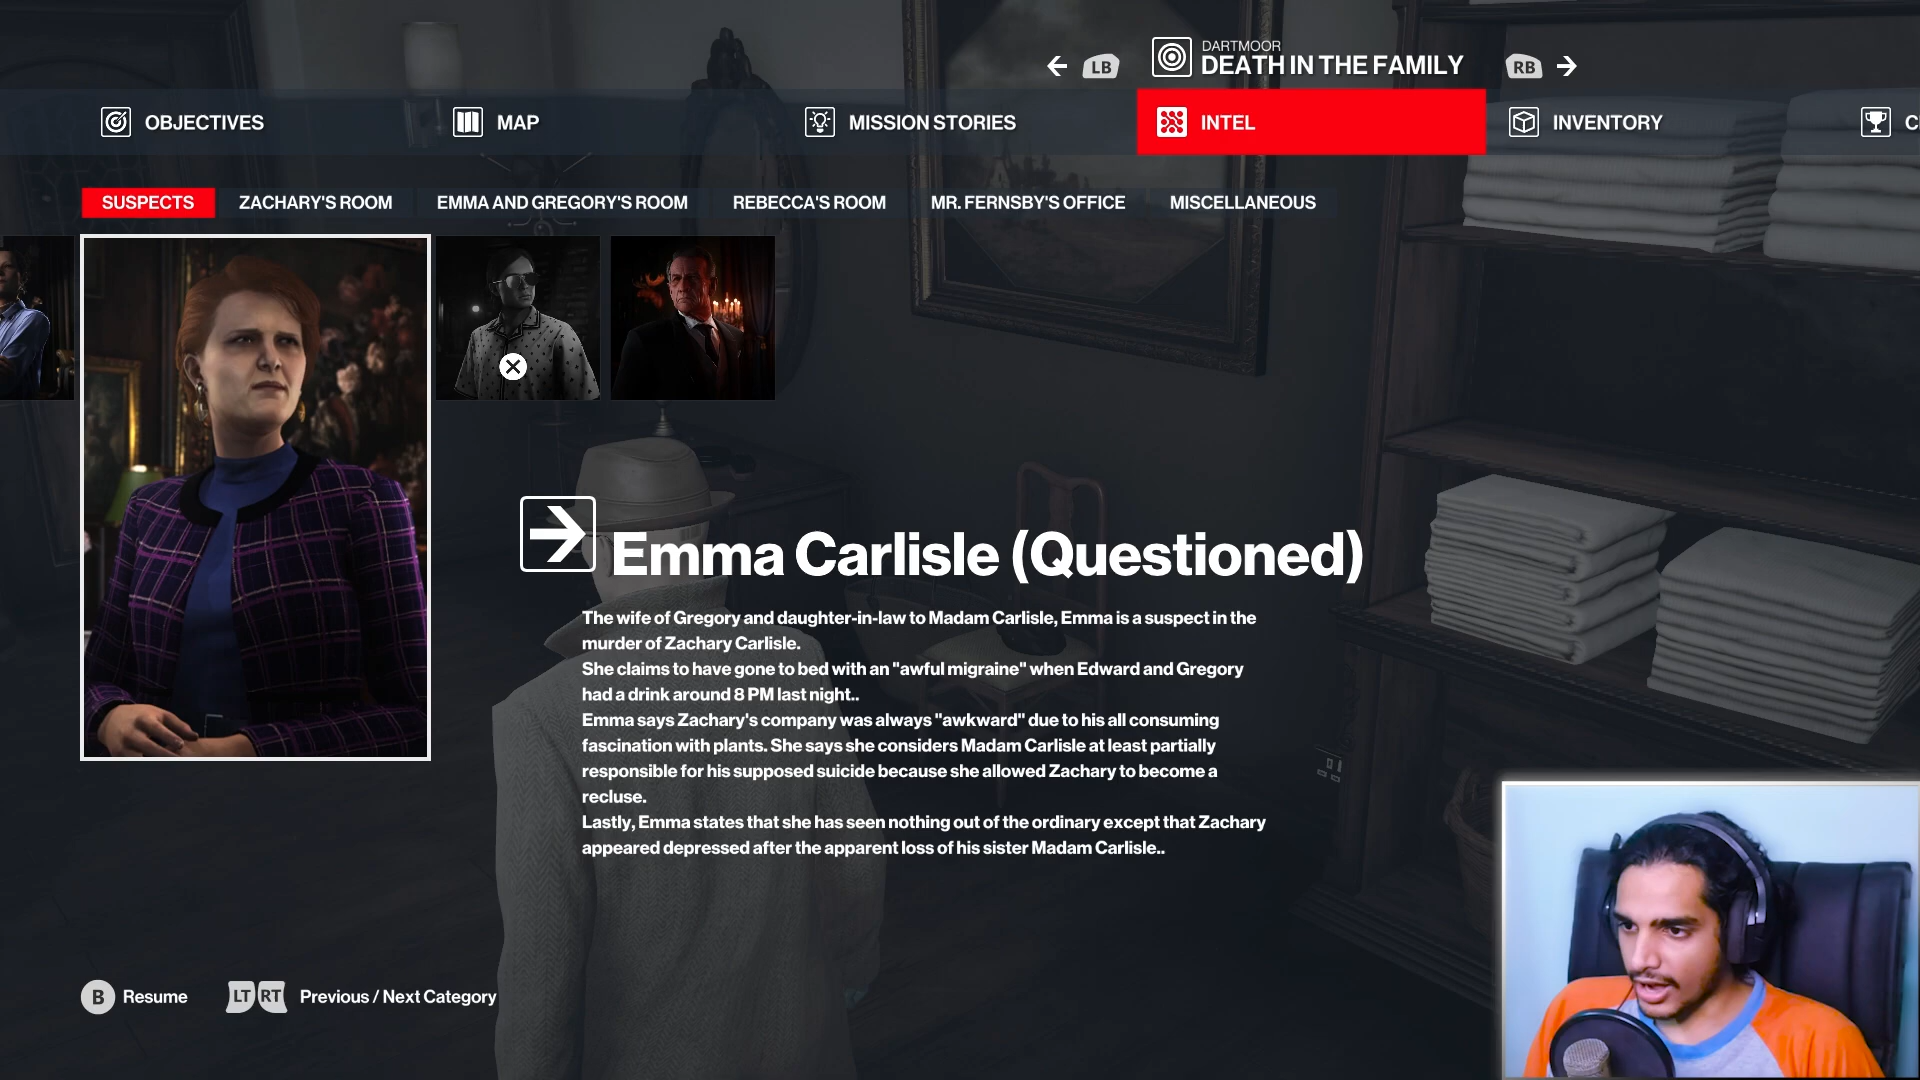 DARTMOOR
LB DEATH IN THE FAMILY RB
OBJECTIVES MAP MISSION STORIES INTEL INVENTORY
SUSPECTS ZACHARY'S ROOM EMMA AND GREGORY'S ROOM REBECCA'S ROOM MR. FERNSBY'S OFFICE MISCELLANEOUS
Emma Carlisle (Questioned)
The wife of Gregory and daughter-in-law to Madam Carlisle, Emma is a suspect in the
murder of Zachary Carlisle.
She claims to have gone to bed with an "awful migraine" when Edward and Gregory
had a drink around 8 PM last night..
Emma says Zachary's company was always "awkward" due to his all consuming
fascination with plants. She says she considers Madam Carlisle at least partially
responsible for his supposed suicide because she allowed Zachary to become a
recluse.
Lastly, Emma states that she has seen nothing out of the ordinary except that Zachary
appeared depressed after the apparent loss of his sister Madam Carlisle..
B Resume LT RT Previous / Next Category